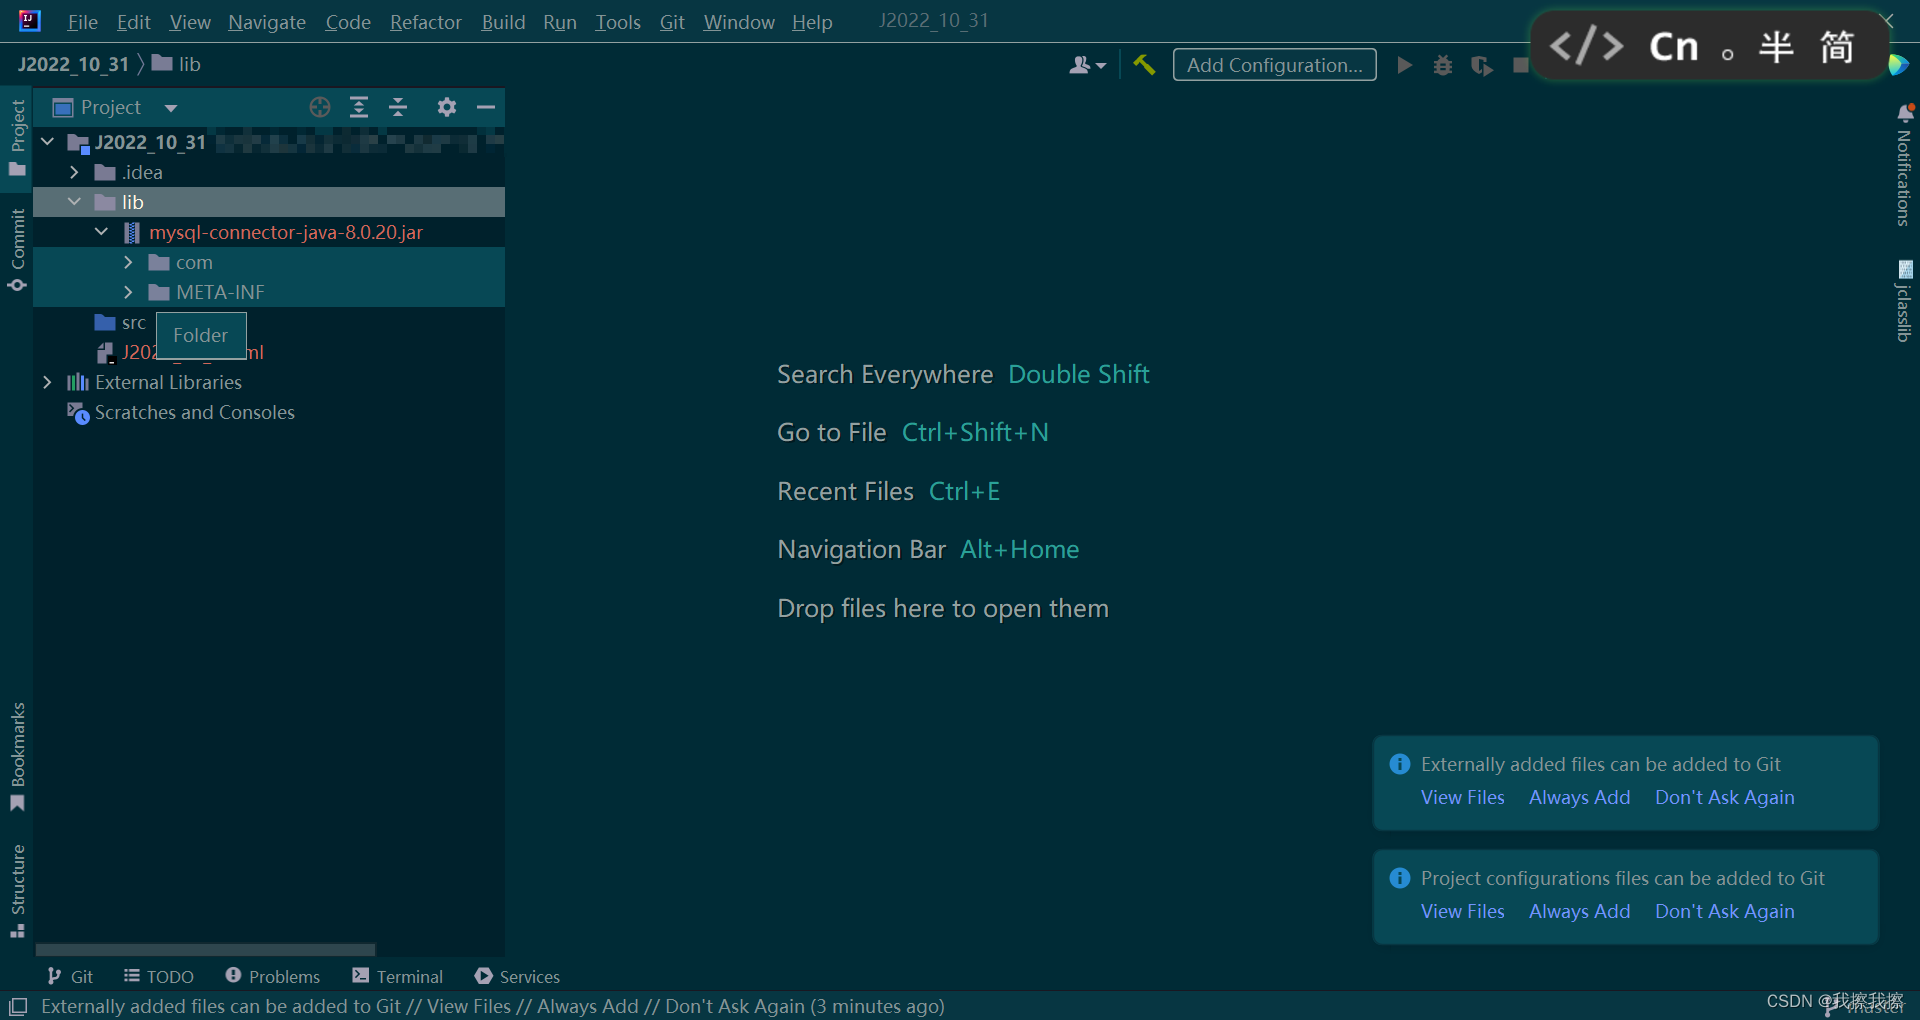 File Edit View Navigate Code Refactor Build Run Tools Git Window Help J2022_10_31
</> Cn 。 半 简
J2022_10_31 〉 lib
Add Configuration...
Project
Project
J2022_10_31
.idea
lib
mysql-connector-java-8.0.20.jar
com
META-INF
src
Folder
External Libraries
Scratches and Consoles
Commit
Bookmarks
Structure
Notifications
jclasslib
Search Everywhere Double Shift
Go to File Ctrl+Shift+N
Recent Files Ctrl+E
Navigation Bar Alt+Home
Drop files here to open them
Externally added files can be added to Git
View Files Always Add Don't Ask Again
Project configurations files can be added to Git
View Files Always Add Don't Ask Again
Git TODO Problems Terminal Services
Externally added files can be added to Git // View Files // Always Add // Don't Ask Again (3 minutes ago)
master
CSDN @我擦我擦